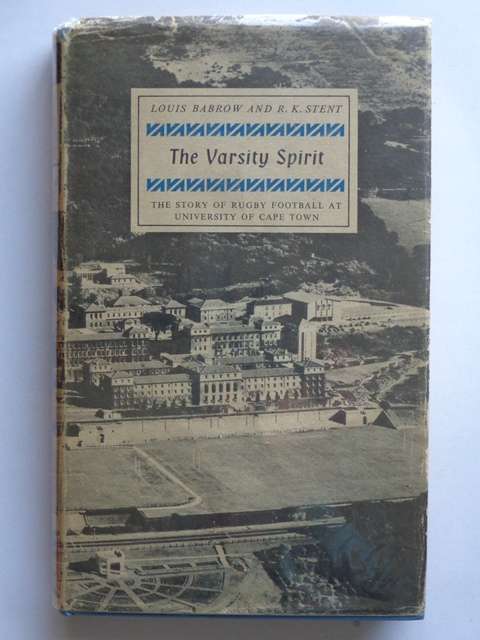 LOUIS BABROW AND R. K. STENT
The Varsity Spirit
THE STORY OF RUGBY FOOTBALL AT
UNIVERSITY OF CAPE TOWN